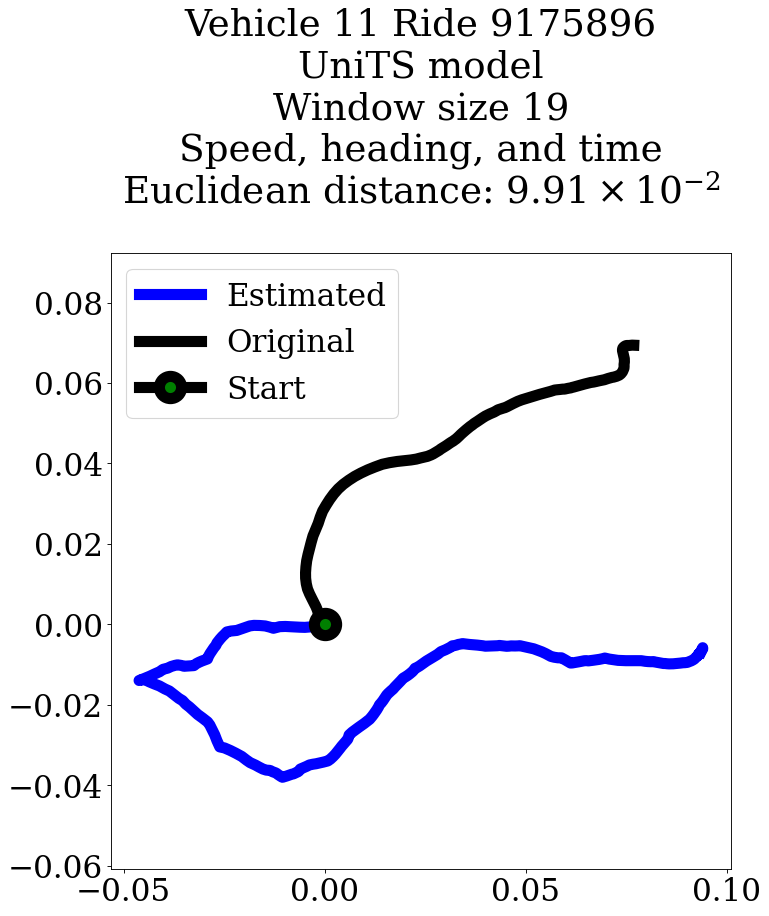 Vehicle 11 Ride 9175896
UniTS model
Window size 19
Speed, heading, and time
Euclidean distance: 9.91 × 10⁻²
Estimated
Original
Start
0.08
0.06
0.04
0.02
0.00
−0.02
−0.04
−0.06
−0.05 0.00 0.05 0.10